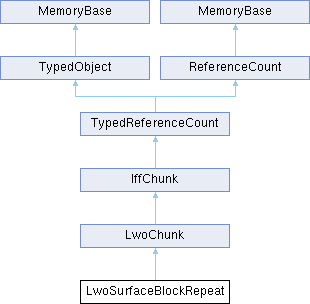 MemoryBase MemoryBase
TypedObject ReferenceCount
TypedReferenceCount
IffChunk
LwoChunk
LwoSurfaceBlockRepeat